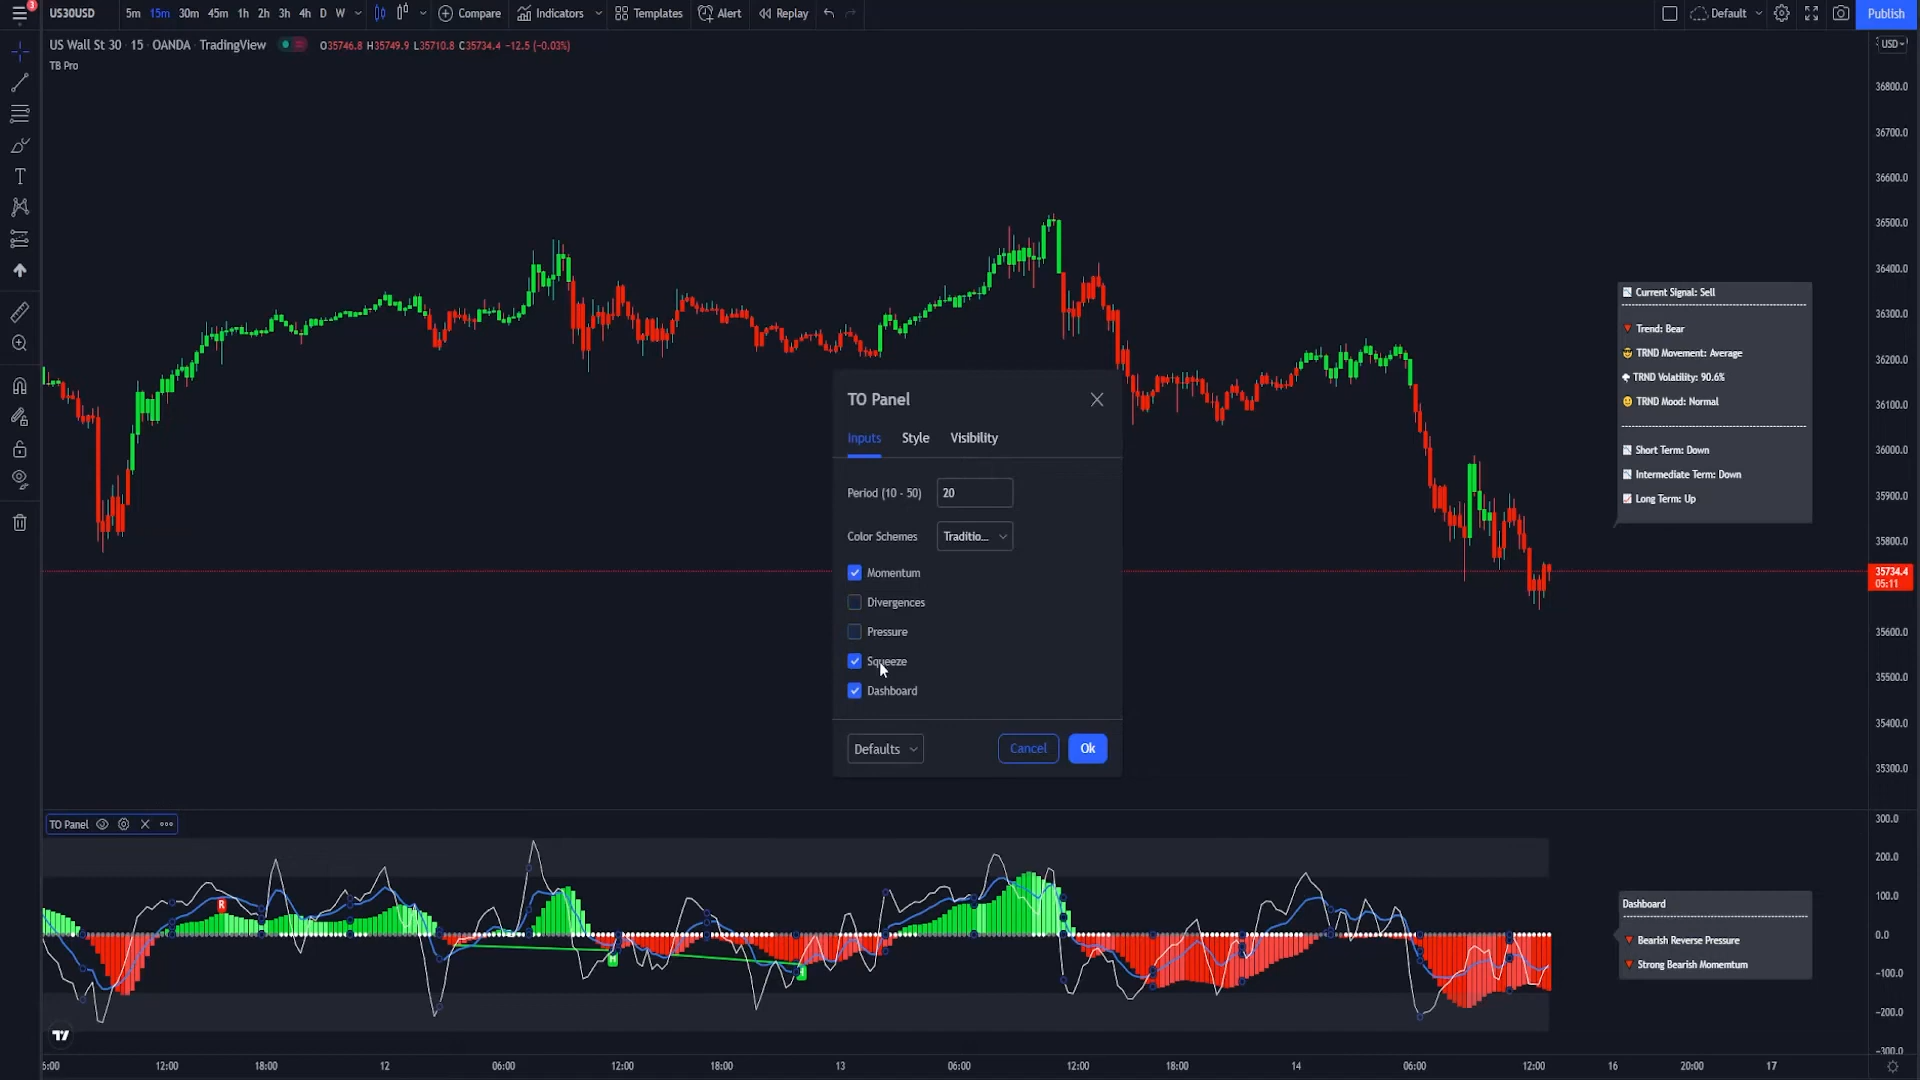 3
US30USD 5m 15m 30m 45m 1h 2h 3h 4h D W Compare Indicators Templates Alert Replay Default Publish
US Wall St 30 · 15 · OANDA · TradingView O35746.8 H35749.9 L35710.8 C35734.4 -12.5 (-0.03%)
USD
TB Pro
36800.0
36700.0
36600.0
36500.0
36400.0
36300.0
36200.0
36100.0
36000.0
35900.0
35800.0
35734.4
05:11
35600.0
35500.0
35400.0
35300.0
Current Signal: Sell
Trend: Bear
TRND Movement: Average
TRND Volatility: 90.6%
TRND Mood: Normal
Short Term: Down
Intermediate Term: Down
Long Term: Up
TO Panel
Inputs Style Visibility
Period (10 - 50) 20
Color Schemes Traditio...
Momentum
Divergences
Pressure
Squeeze
Dashboard
Defaults Cancel Ok
TO Panel
300.0
200.0
100.0
0.0
-100.0
-200.0
-300.0
R
H
H
Dashboard
Bearish Reverse Pressure
Strong Bearish Momemtum
6:00 12:00 18:00 12 06:00 12:00 18:00 13 06:00 12:00 18:00 14 06:00 12:00 16 20:00 17